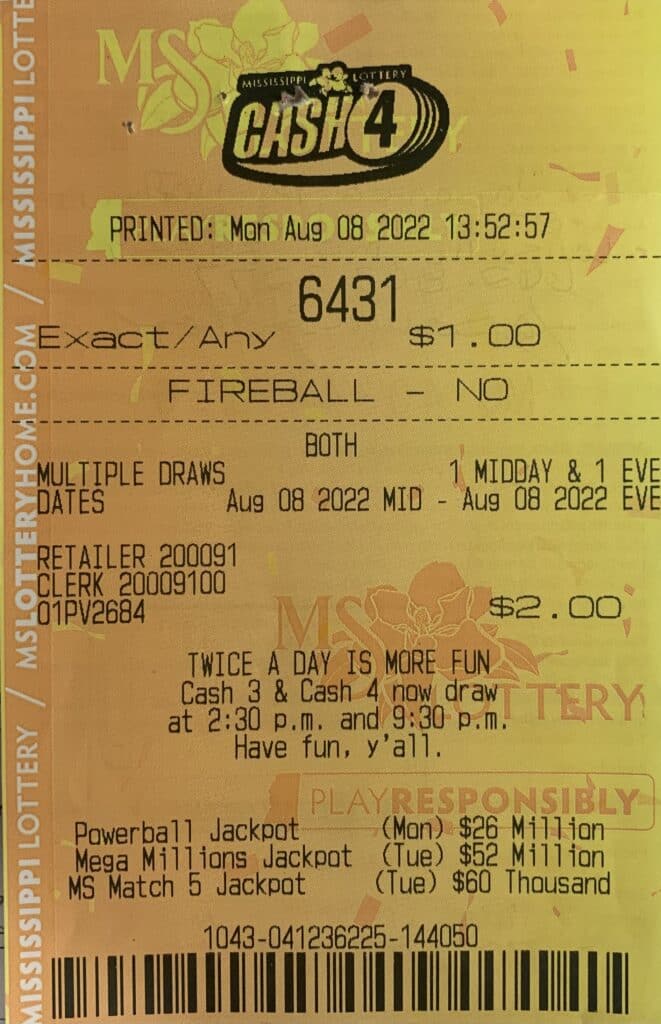 MISSISSIPPI LOTTERY / MSLOTTERYHOME.COM / MISSISSIPPI LOTTE
MS
MISSISSIPPI LOTTERY
CASH 4
PRINTED: Mon Aug 08 2022 13:52:57
6431
Exact/Any $1.00
FIREBALL - NO
BOTH
MULTIPLE DRAWS 1 MIDDAY & 1 EVE
DATES Aug 08 2022 MID - Aug 08 2022 EVE
RETAILER 200091
CLERK 20009100
01PV2684 $2.00
MS
LOTTERY
TWICE A DAY IS MORE FUN
Cash 3 & Cash 4 now draw
at 2:30 p.m. and 9:30 p.m.
Have fun, y'all.
PLAYRESPONSIBLY
Powerball Jackpot (Mon) $26 Million
Mega Millions Jackpot (Tue) $52 Million
MS Match 5 Jackpot (Tue) $60 Thousand
1043-041236225-144050